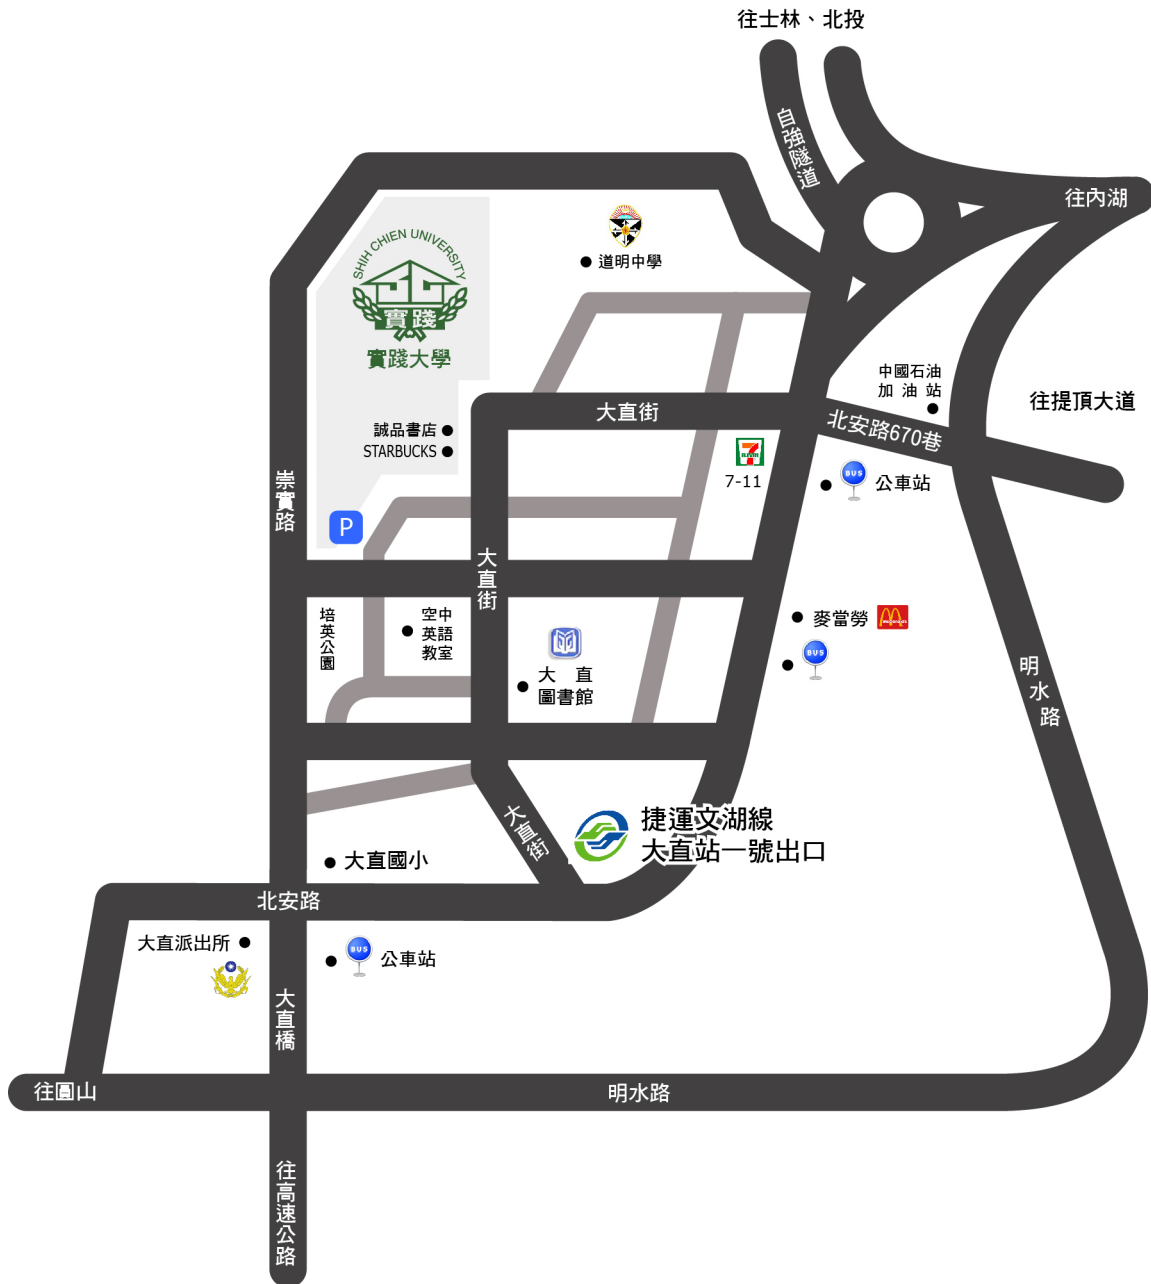 往士林、北投
自強隧道
往內湖
SHIH CHIEN UNIVERSITY
實踐
實踐大學
道明中學
中國石油
加油站
往提頂大道
大直街
北安路670巷
誠品書店
STARBUCKS
ELEVEN
7-11
BUS
公車站
崇實路
P
大直街
培英公園
空中
英語
教室
麥當勞
McDonald's
BUS
大直
圖書館
明水路
大直街
捷運文湖線
大直站一號出口
大直國小
北安路
大直派出所
BUS
公車站
大直橋
往圓山
明水路
往高速公路